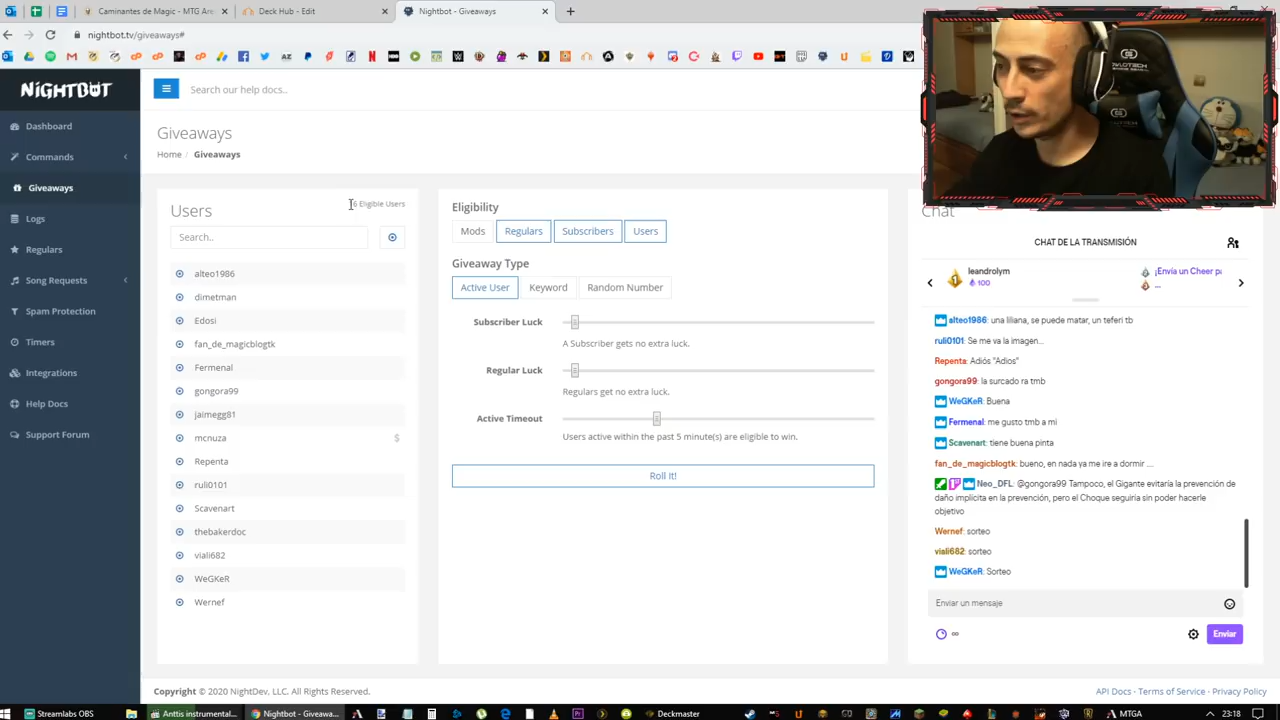 Caminantes de Magic - MTG Are
Deck Hub - Edit
Nightbot - Giveaways
nightbot.tv/giveaways#
NIGHTBOT
Search our help docs..
Dashboard
Commands
Giveaways
Logs
Regulars
Song Requests
Spam Protection
Timers
Integrations
Help Docs
Support Forum
Giveaways
Home / Giveaways
Eligible Users
Users
Search..
alteo1986
dimetman
Edosi
fan_de_magicblogtk
Fermenal
gongora99
jaimegg81
mcnuza $
Repenta
ruli0101
Scavenart
thebakerdoc
viali682
WeGKeR
Wernef
Eligibility
Mods Regulars Subscribers Users
Giveaway Type
Active User Keyword Random Number
Subscriber Luck
A Subscriber gets no extra luck.
Regular Luck
Regulars get no extra luck.
Active Timeout
Users active within the past 5 minute(s) are eligible to win.
Roll It!
Chat
CHAT DE LA TRANSMISIÓN
1 leandrolym
100
¡Envía un Cheer pa
...
alteo1986: una liliana, se puede matar, un teferi tb
ruli0101: Se me va la imagen...
Repenta: Adiós "Adios"
gongora99: la surcado ra tmb
WeGKeR: Buena
Fermenal: me gusto tmb a mi
Scavenart: tiene buena pinta
fan_de_magicblogtk: bueno, en nada ya me ire a dormir ....
Neo_DFL: @gongora99 Tampoco, el Gigante evitaría la prevención de
daño implicita en la prevención, pero el Choque seguiría sin poder hacerle
objetivo
Wernef: sorteo
viali682: sorteo
WeGKeR: Sorteo
Enviar un mensaje
Enviar
Copyright © 2020 NightDev, LLC. All Rights Reserved.
API Docs · Terms of Service · Privacy Policy
Streamlabs OBS
Anttis instrumental...
Nightbot - Giveawa...
Deckmaster
MTGA
23:18